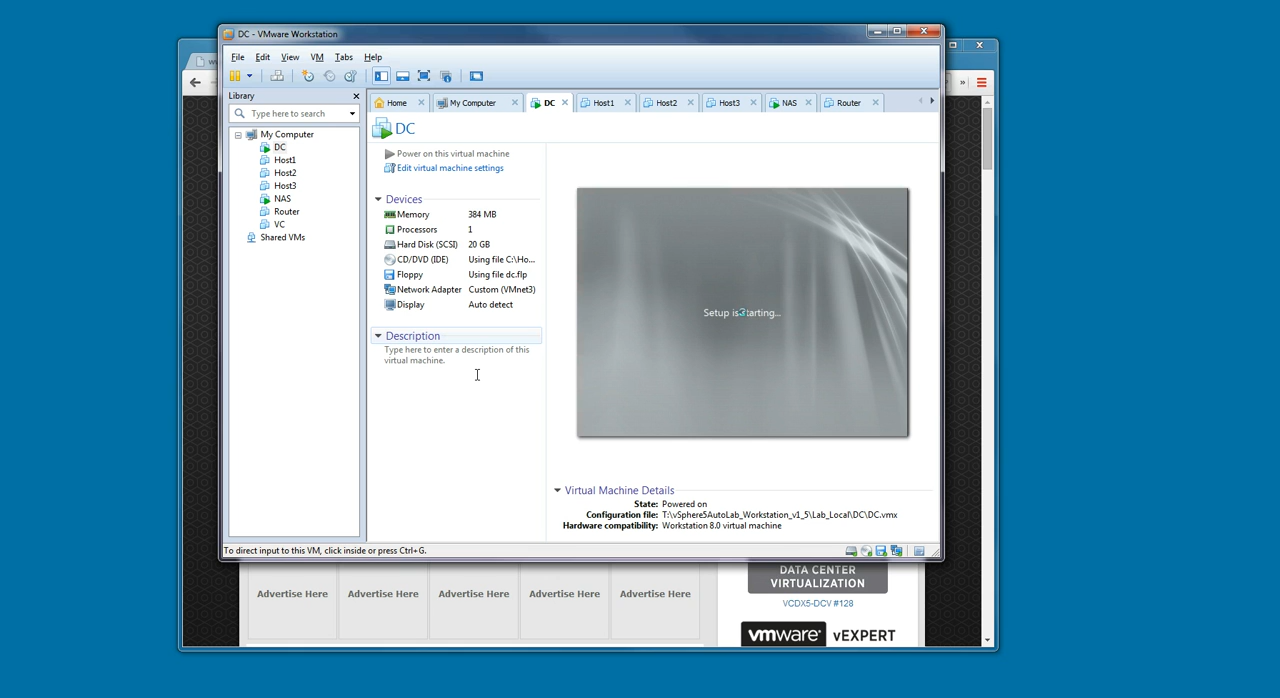 DC - VMware Workstation
File Edit View VM Tabs Help
Library
Type here to search
My Computer
DC
Host1
Host2
Host3
NAS
Router
VC
Shared VMs
Home My Computer DC Host1 Host2 Host3 NAS Router
DC
Power on this virtual machine
Edit virtual machine settings
Devices
Memory 384 MB
Processors 1
Hard Disk (SCSI) 20 GB
CD/DVD (IDE) Using file C:\Ho...
Floppy Using file dc.flp
Network Adapter Custom (VMnet3)
Display Auto detect
Description
Type here to enter a description of this
virtual machine.
Setup is starting...
Virtual Machine Details
State: Powered on
Configuration file: T:\vSphere5AutoLab_Workstation_v1_5\Lab_Local\DC\DC.vmx
Hardware compatibility: Workstation 8.0 virtual machine
To direct input to this VM, click inside or press Ctrl+G.
Advertise Here Advertise Here Advertise Here Advertise Here Advertise Here
DATA CENTER
VIRTUALIZATION
VCDX5-DCV #128
vmware vEXPERT